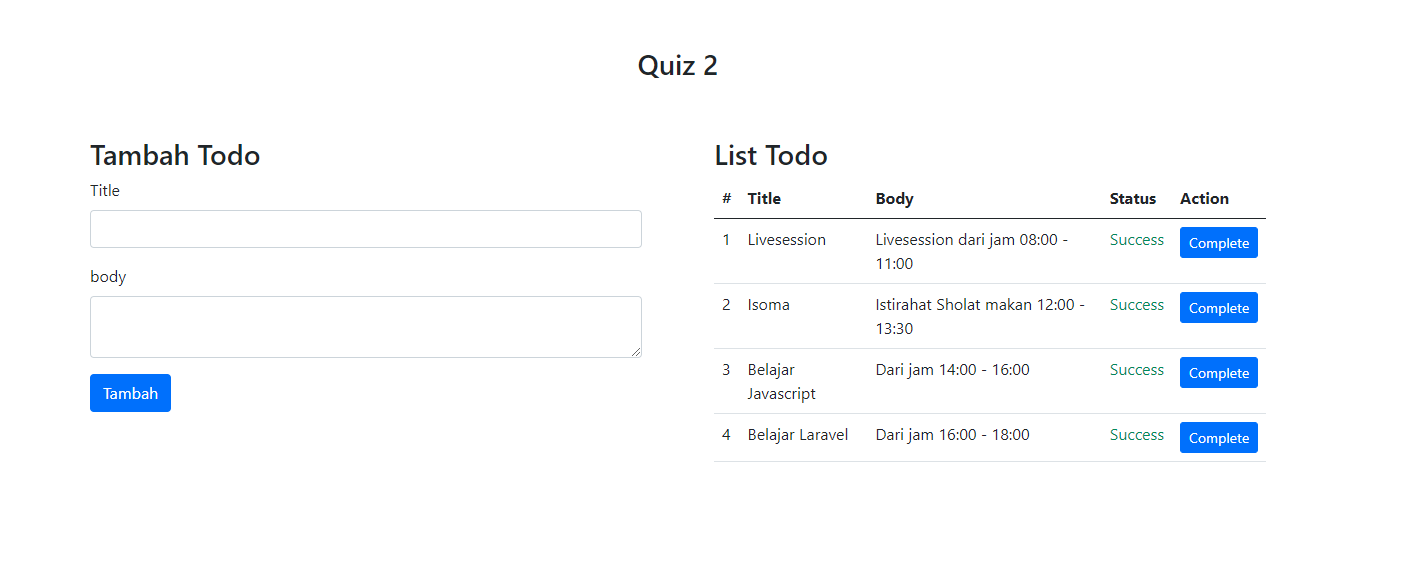 Quiz 2
Tambah Todo
Title
body
Tambah
List Todo
# Title Body Status Action
1 Livesession Livesession dari jam 08:00 - Success Complete
11:00
2 Isoma Istirahat Sholat makan 12:00 - Success Complete
13:30
3 Belajar Dari jam 14:00 - 16:00 Success Complete
Javascript
4 Belajar Laravel Dari jam 16:00 - 18:00 Success Complete